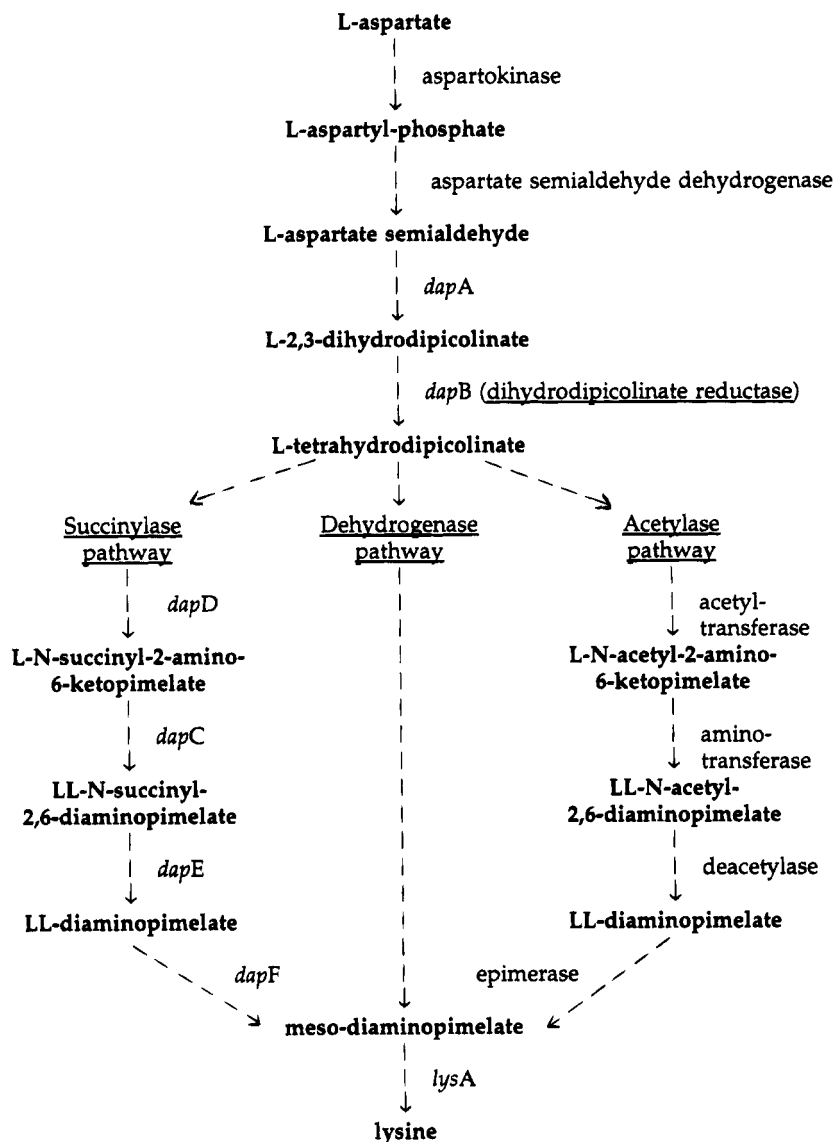 L-aspartate
aspartokinase
L-aspartyl-phosphate
aspartate semialdehyde dehydrogenase
L-aspartate semialdehyde
dapA
L-2,3-dihydrodipicolinate
dapB (dihydrodipicolinate reductase)
L-tetrahydrodipicolinate
Succinylase
pathway
Dehydrogenase
pathway
Acetylase
pathway
dapD
acetyl-
transferase
L-N-succinyl-2-amino-
6-ketopimelate
L-N-acetyl-2-amino-
6-ketopimelate
dapC
amino-
transferase
LL-N-succinyl-
2,6-diaminopimelate
LL-N-acetyl-
2,6-diaminopimelate
dapE
deacetylase
LL-diaminopimelate
LL-diaminopimelate
dapF
epimerase
meso-diaminopimelate
lysA
lysine